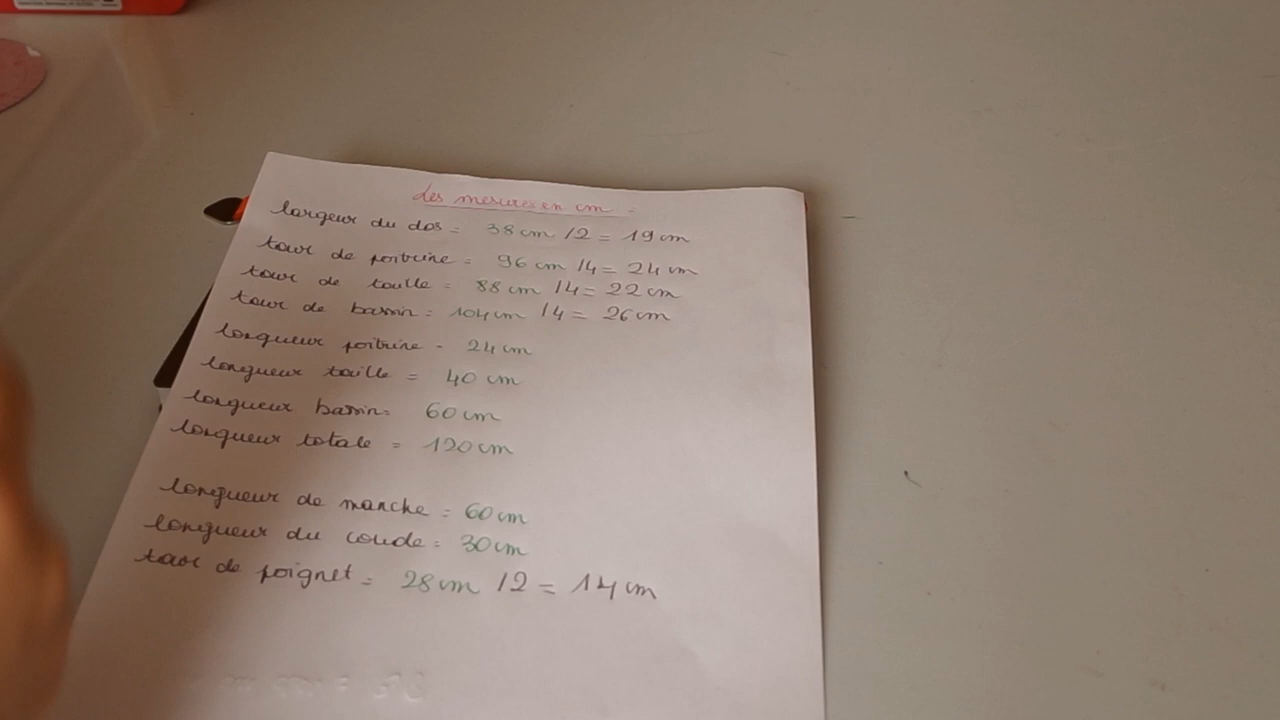 les mesures en cm :
largeur du dos = 38 cm /2 = 19 cm
tour de poitrine = 96 cm /4 = 24 cm
tour de taille = 88 cm /4 = 22 cm
tour de bassin = 104 cm /4 = 26 cm
longueur poitrine = 24 cm
longueur taille = 40 cm
longueur bassin = 60 cm
longueur totale = 120 cm
longueur de manche = 60 cm
longueur du coude = 30 cm
tour de poignet = 28 cm /2 = 14 cm